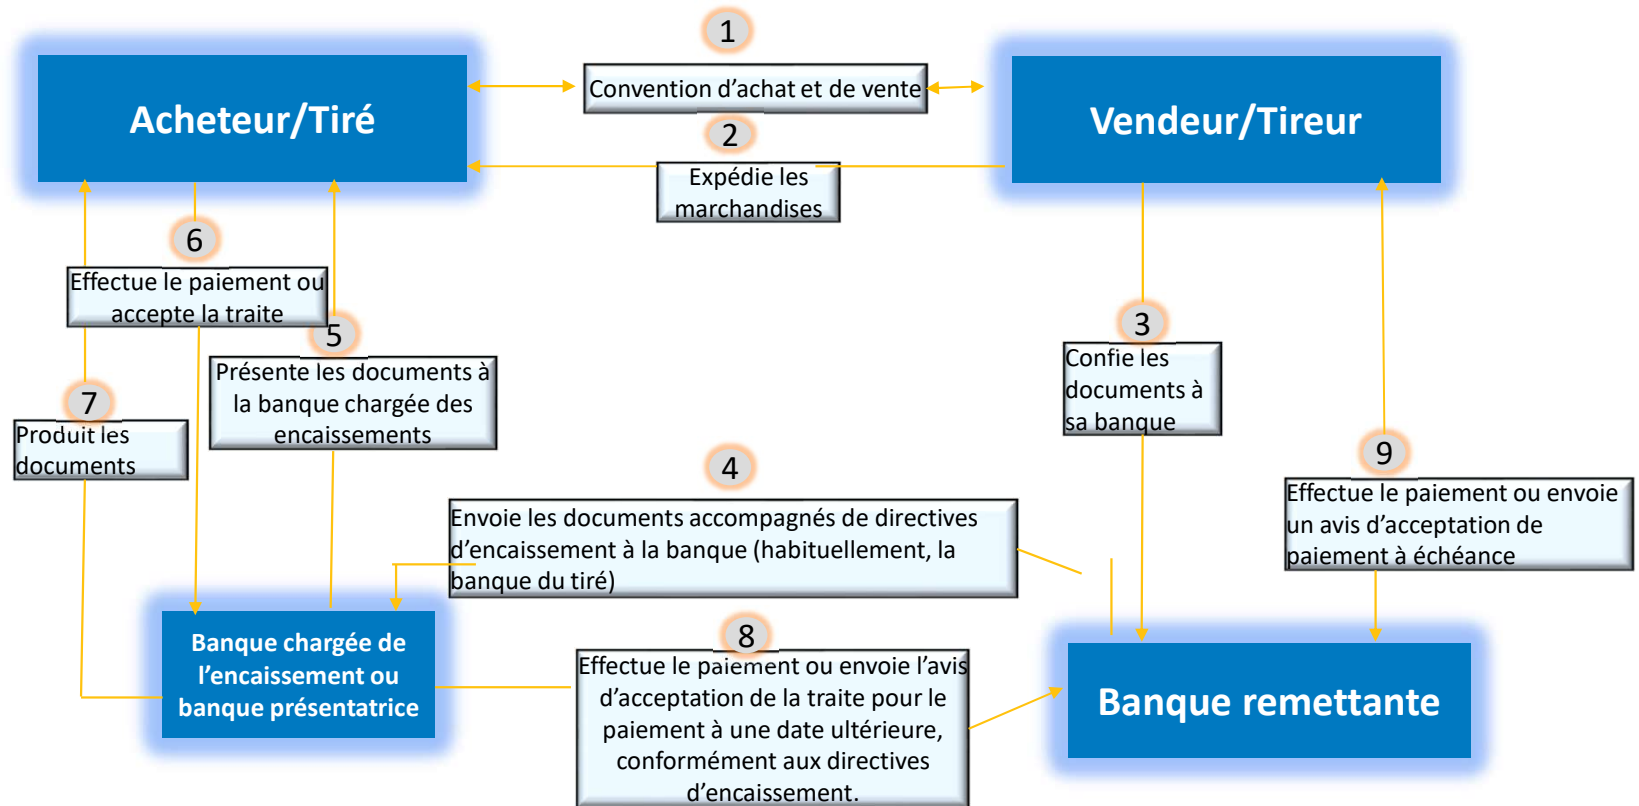 1
Convention d'achat et de vente
Acheteur/Tiré
Vendeur/Tireur
2
Expédie les
marchandises
6
Effectue le paiement ou
accepte la traite
5
Présente les documents à
la banque chargée des
encaissements
3
Confie les
documents à
sa banque
7
Produit les
documents
4
Envoie les documents accompagnés de directives
d'encaissement à la banque (habituellement, la
banque du tiré)
9
Effectue le paiement ou envoie
un avis d'acceptation de
paiement à échéance
Banque chargée de
l'encaissement ou
banque présentatrice
8
Effectue le paiement ou envoie l'avis
d'acceptation de la traite pour le
paiement à une date ultérieure,
conformément aux directives
d'encaissement.
Banque remettante